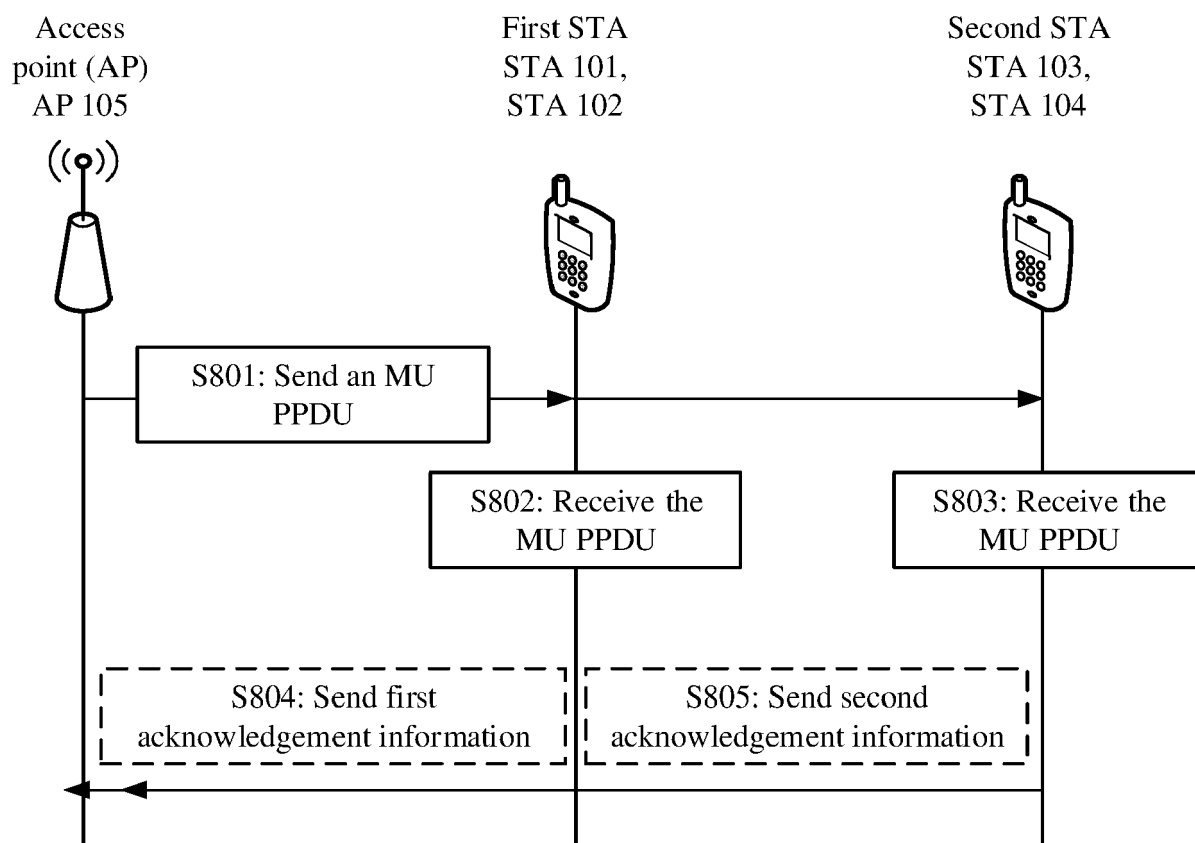 Access
point (AP)
AP 105
First STA
STA 101,
STA 102
Second STA
STA 103,
STA 104
S801: Send an MU
PPDU
S802: Receive the
MU PPDU
S803: Receive the
MU PPDU
S804: Send first
acknowledgement information
S805: Send second
acknowledgement information